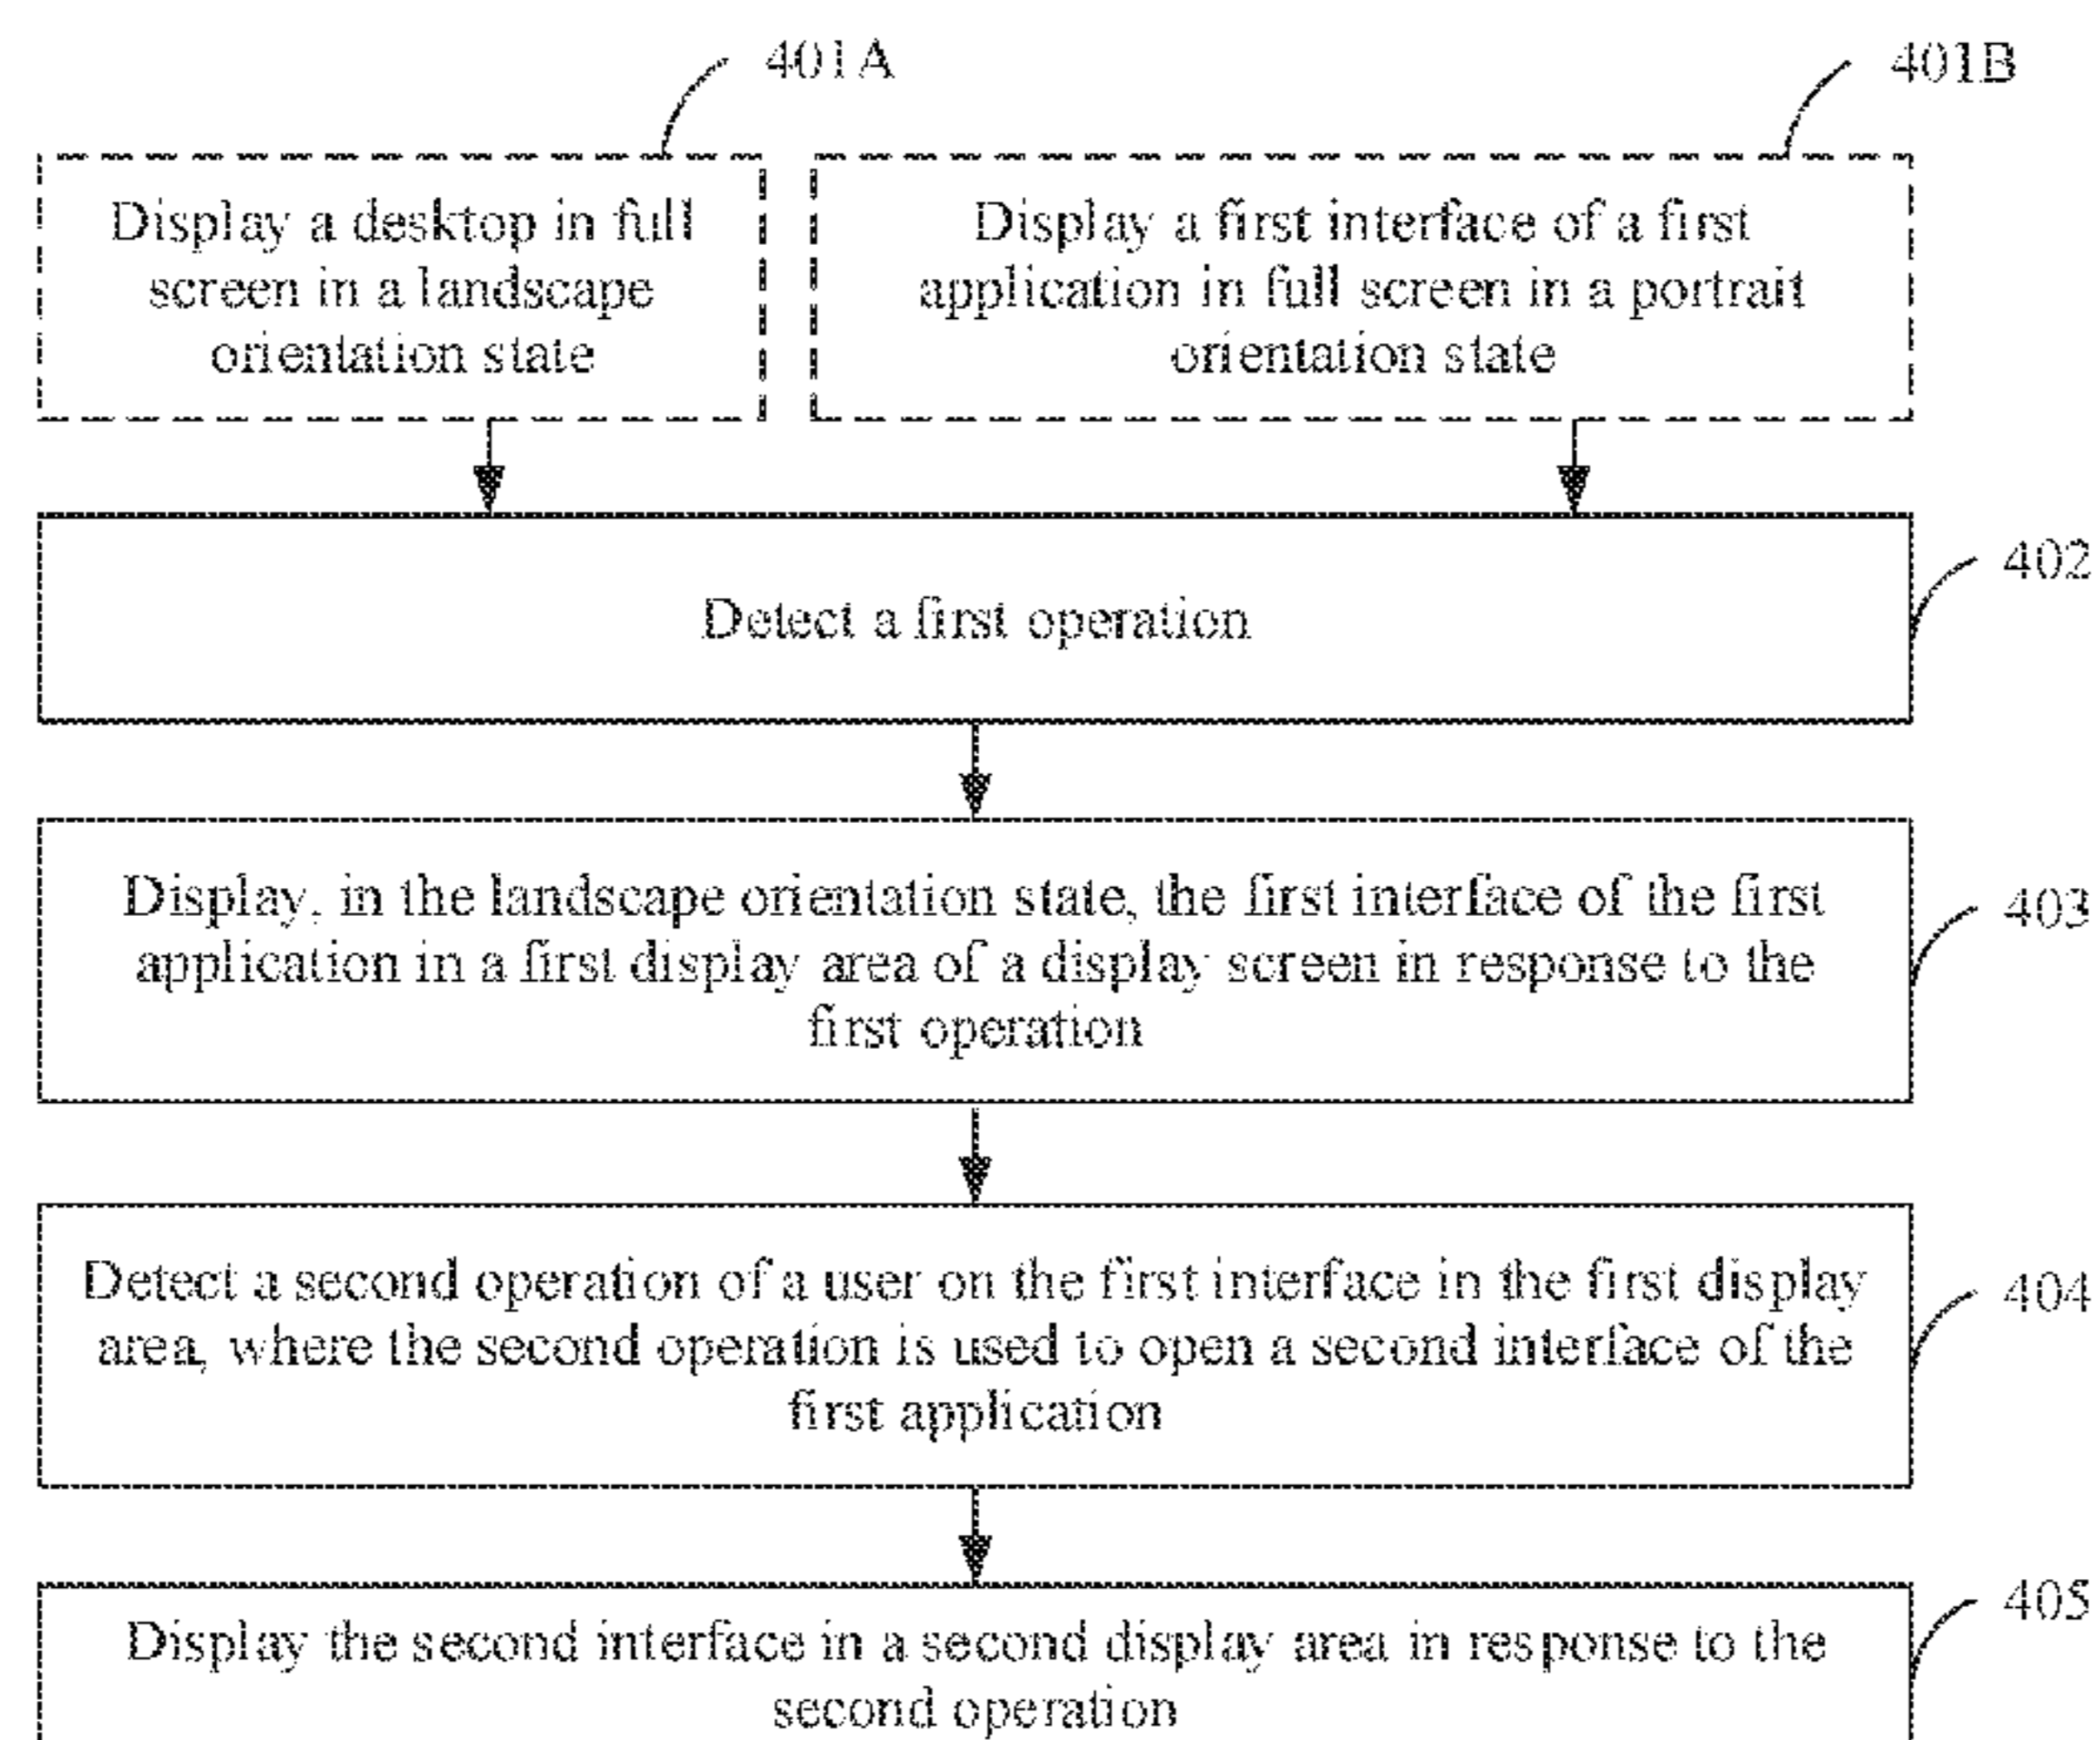 401A
401B
Display a desktop in full
screen in a landscape
orientation state
Display a first interface of a first
application in full screen in a portrait
orientation state
402
Detect a first operation
403
Display, in the landscape orientation state, the first interface of the first
application in a first display area of a display screen in response to the
first operation
404
Detect a second operation of a user on the first interface in the first display
area, where the second operation is used to open a second interface of the
first application
405
Display the second interface in a second display area in response to the
second operation